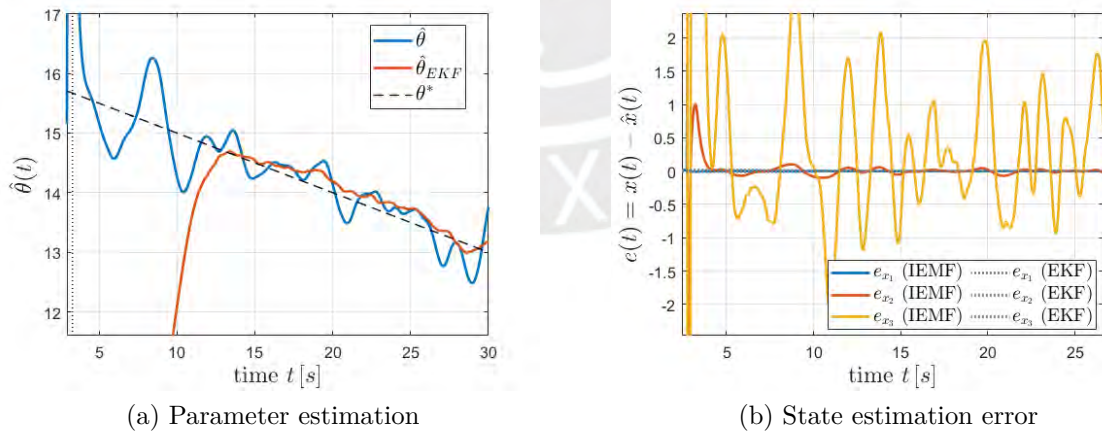 17
16
15
14
13
12
5
10
15
20
25
30
θ̂(t)
time t [s]
θ̂
θ̂_EKF
θ*
(a) Parameter estimation
2
1.5
1
0.5
0
-0.5
-1
-1.5
-2
5
10
15
20
25
e(t) = x(t) − x̂(t)
time t [s]
e_x₁ (IEMF)
e_x₂ (IEMF)
e_x₃ (IEMF)
e_x₁ (EKF)
e_x₂ (EKF)
e_x₃ (EKF)
X
(b) State estimation error